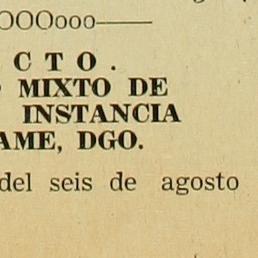 OOOooo——
C T O .
MIXTO DE
INSTANCIA
AME, DGO.
del seis de agosto